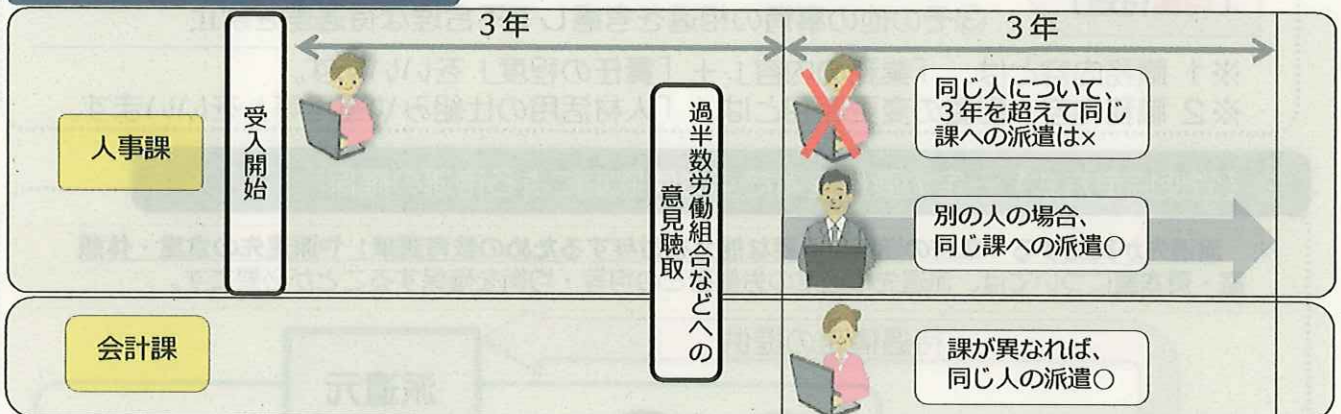 3年
3年
人事課
受入開始
過半数労働組合などへの
意見聴取
同じ人について、
3年を超えて同じ
課への派遣は×
別の人の場合、
同じ課への派遣○
会計課
課が異なれば、
同じ人の派遣○